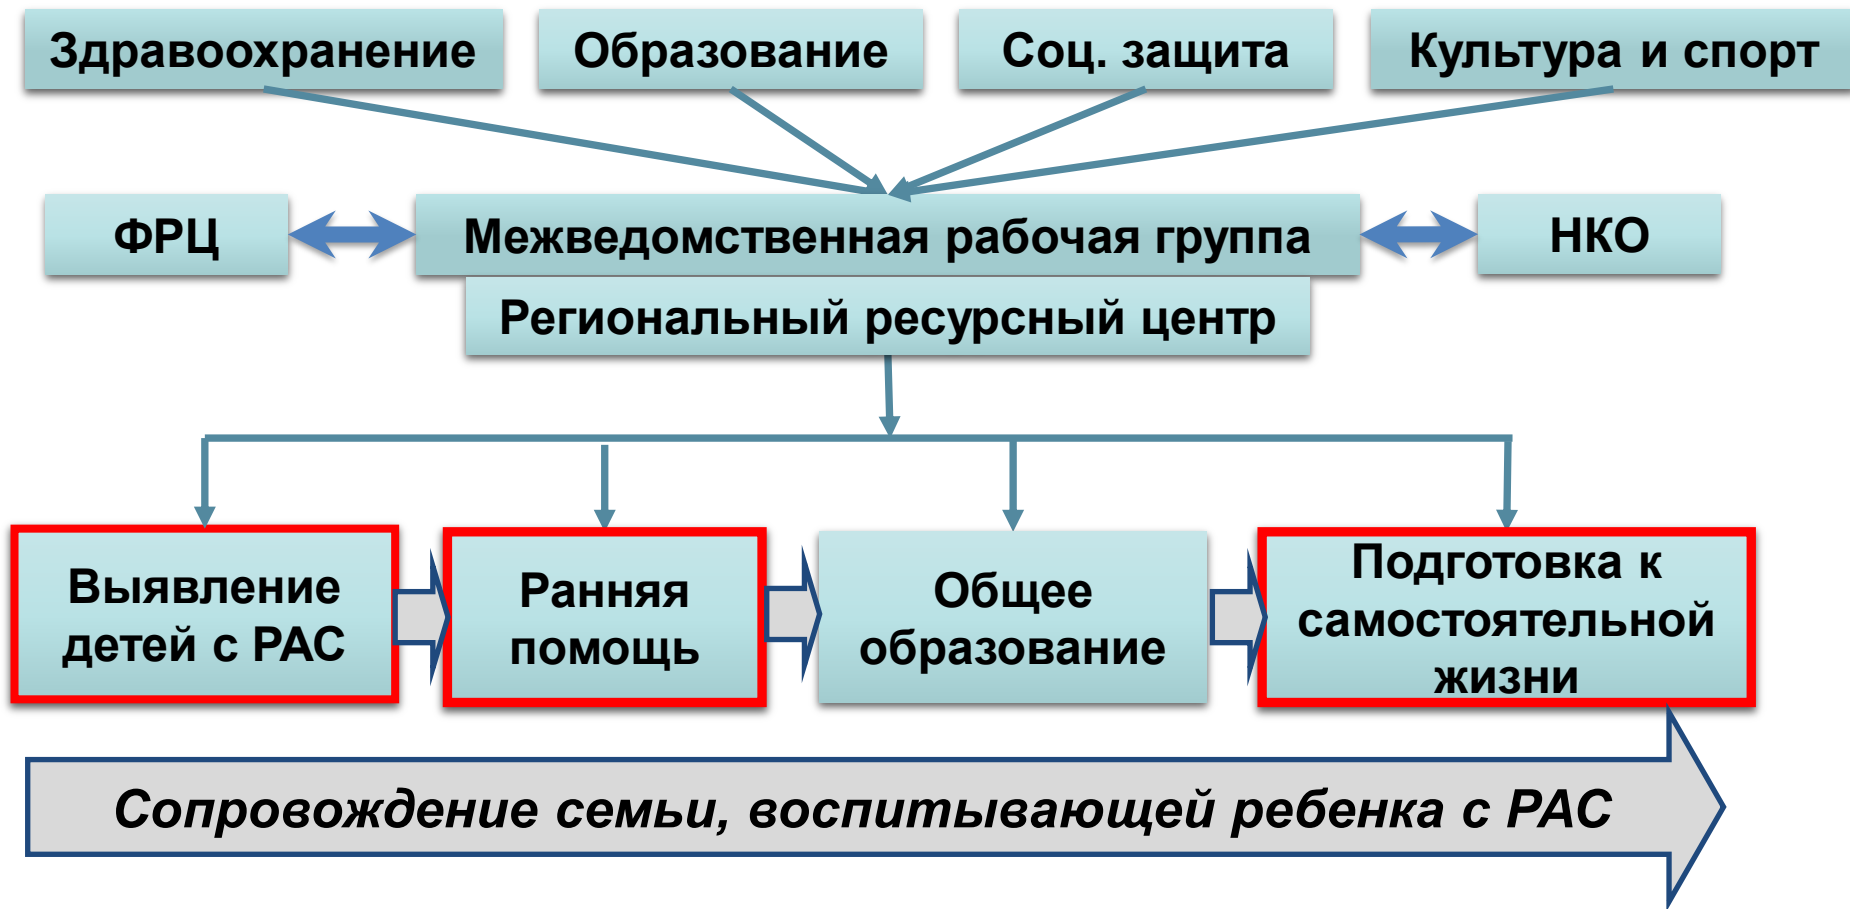 Здравоохранение
Образование
Соц. защита
Культура и спорт
ФРЦ
Межведомственная рабочая группа
НКО
Региональный ресурсный центр
Выявление
детей с РАС
Ранняя
помощь
Общее
образование
Подготовка к
самостоятельной
жизни
Сопровождение семьи, воспитывающей ребенка с РАС